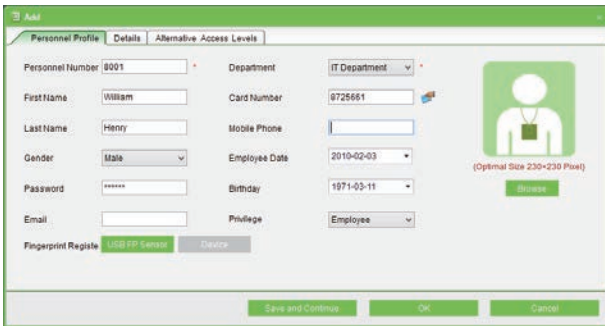 Add
Personnel Profile Details Alternative Access Levels
Personnel Number 8001 * Department IT Department *
First Name William Card Number 8725661
Last Name Henry Mobile Phone
Gender Male Employee Date 2010-02-03
Password ****** Birthday 1971-03-11
Email Privilege Employee
(Optimal Size 230*230 Pixel)
Browse
Fingerprint Registe USB FP Sensor Device
Save and Continue OK Cancel